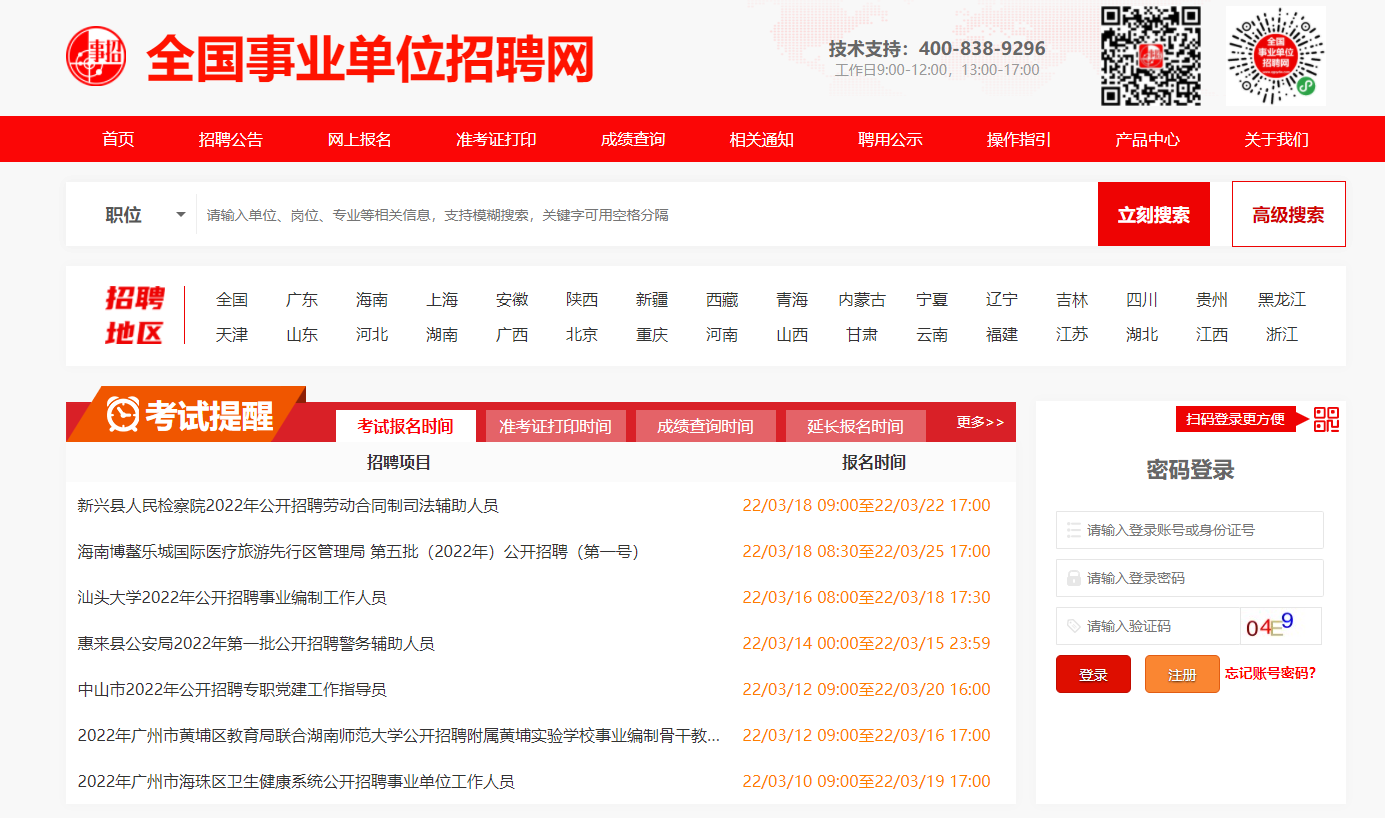 事招
全国事业单位招聘网
技术支持：400-838-9296
工作日9:00-12:00，13:00-17:00
全国
事业单位
招聘网
首页 招聘公告 网上报名 准考证打印 成绩查询 相关通知 聘用公示 操作指引 产品中心 关于我们
职位 请输入单位、岗位、专业等相关信息，支持模糊搜索，关键字可用空格分隔 立刻搜索 高级搜索
招聘
地区
全国 广东 海南 上海 安徽 陕西 新疆 西藏 青海 内蒙古 宁夏 辽宁 吉林 四川 贵州 黑龙江
天津 山东 河北 湖南 广西 北京 重庆 河南 山西 甘肃 云南 福建 江苏 湖北 江西 浙江
考试提醒 考试报名时间 准考证打印时间 成绩查询时间 延长报名时间 更多>>
招聘项目 报名时间
新兴县人民检察院2022年公开招聘劳动合同制司法辅助人员 22/03/18 09:00至22/03/22 17:00
海南博鳌乐城国际医疗旅游先行区管理局 第五批（2022年）公开招聘（第一号） 22/03/18 08:30至22/03/25 17:00
汕头大学2022年公开招聘事业编制工作人员 22/03/16 08:00至22/03/18 17:30
惠来县公安局2022年第一批公开招聘警务辅助人员 22/03/14 00:00至22/03/15 23:59
中山市2022年公开招聘专职党建工作指导员 22/03/12 09:00至22/03/20 16:00
2022年广州市黄埔区教育局联合湖南师范大学公开招聘附属黄埔实验学校事业编制骨干教... 22/03/12 09:00至22/03/16 17:00
2022年广州市海珠区卫生健康系统公开招聘事业单位工作人员 22/03/10 09:00至22/03/19 17:00
扫码登录更方便
密码登录
请输入登录账号或身份证号
请输入登录密码
请输入验证码 04E9
登录 注册 忘记账号密码？